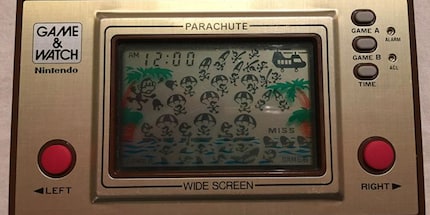 PARACHUTE
GAME
&
WATCH
Nintendo
AM 12:00
GAME A
ALARM
GAME B
ACL
TIME
MISS
◄LEFT
WIDE SCREEN
RIGHT►